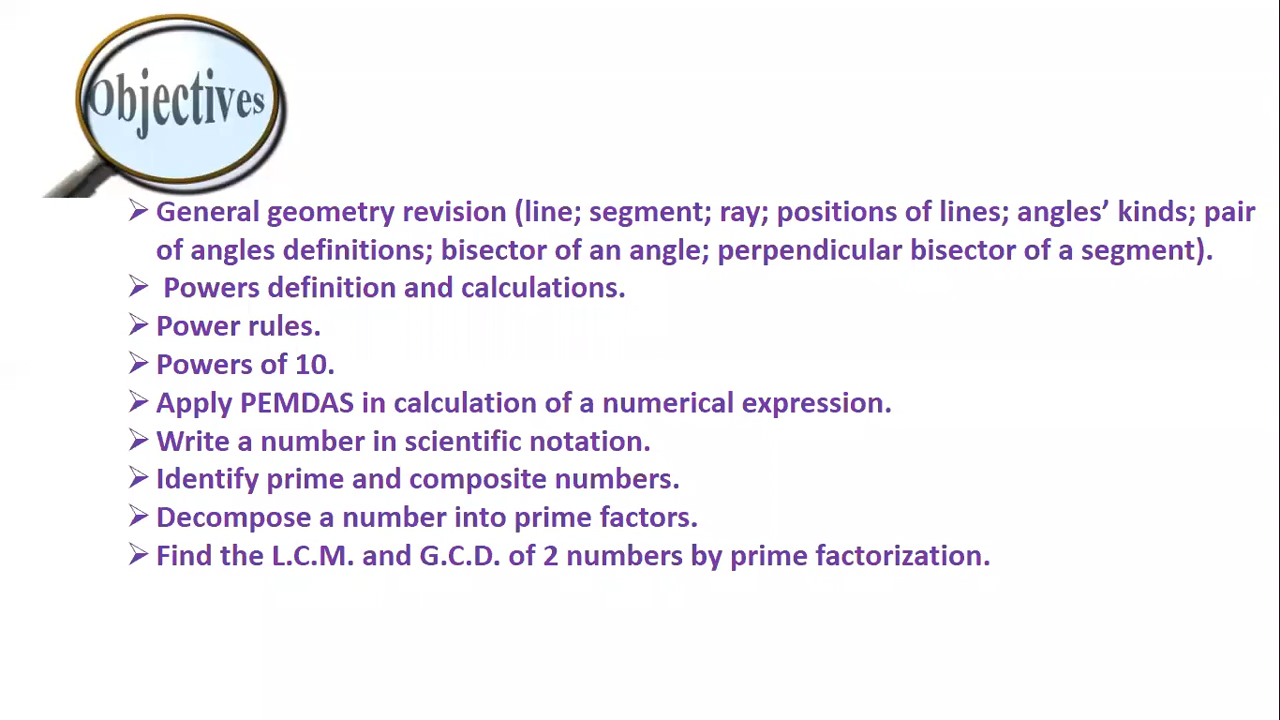 Objectives
➢ General geometry revision (line; segment; ray; positions of lines; angles’ kinds; pair
of angles definitions; bisector of an angle; perpendicular bisector of a segment).
➢ Powers definition and calculations.
➢ Power rules.
➢ Powers of 10.
➢ Apply PEMDAS in calculation of a numerical expression.
➢ Write a number in scientific notation.
➢ Identify prime and composite numbers.
➢ Decompose a number into prime factors.
➢ Find the L.C.M. and G.C.D. of 2 numbers by prime factorization.